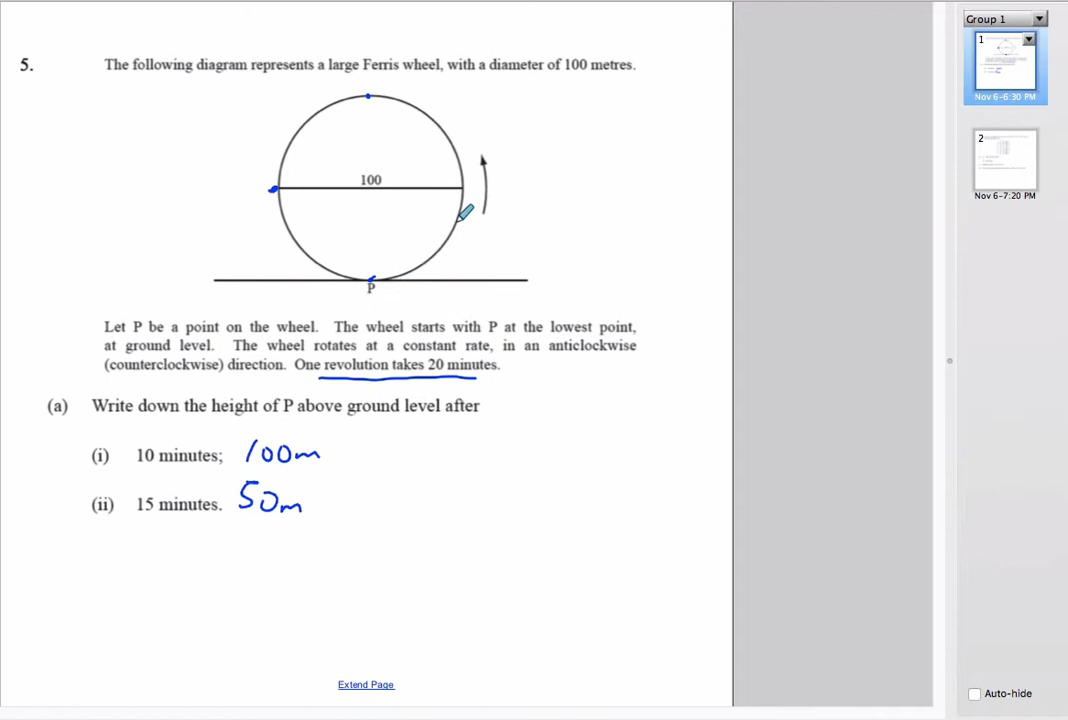 Group 1
1
Nov 6-6:30 PM
2
Nov 6-7:20 PM
5. The following diagram represents a large Ferris wheel, with a diameter of 100 metres.
100
P
Let P be a point on the wheel. The wheel starts with P at the lowest point,
at ground level. The wheel rotates at a constant rate, in an anticlockwise
(counterclockwise) direction. One revolution takes 20 minutes.
(a) Write down the height of P above ground level after
(i) 10 minutes; 100m
(ii) 15 minutes. 50m
Extend Page
Auto-hide